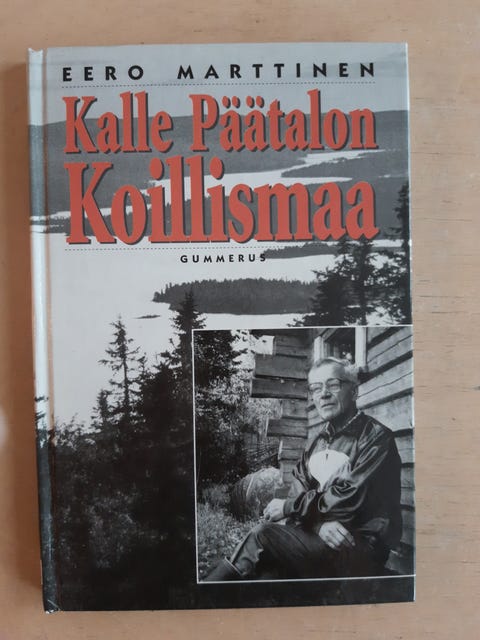 EERO MARTTINEN
Kalle Päätalon
Koillismaa
GUMMERUS